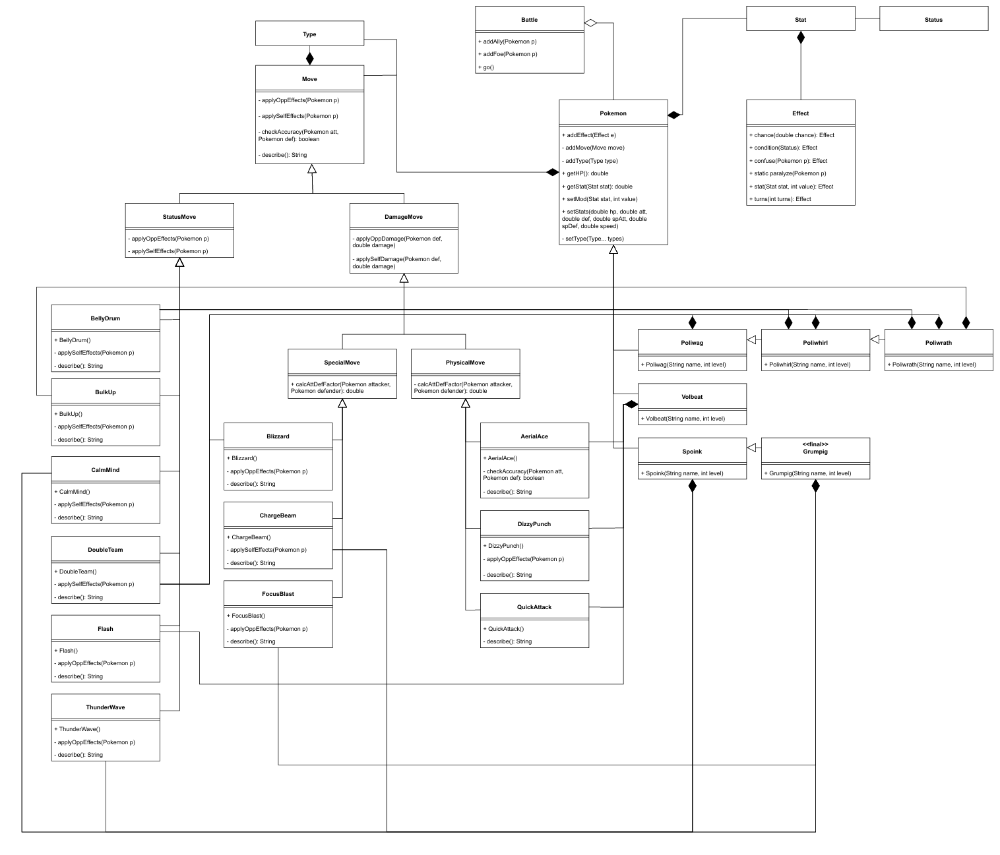 Type
Battle
+ addAlly(Pokemon p)
+ addFoe(Pokemon p)
+ go()
Stat
Status
Move
- applyOppEffects(Pokemon p)
- applySelfEffects(Pokemon p)
- checkAccuracy(Pokemon att,
Pokemon def): boolean
- describe(): String
Pokemon
+ addEffect(Effect e)
- addMove(Move move)
- addType(Type type)
+ getHP(): double
+ getStat(Stat stat): double
+ setMod(Stat stat, int value)
+ setStats(double hp, double att,
double def, double spAtt, double
spDef, double speed)
- setType(Type... types)
Effect
+ chance(double chance): Effect
+ condition(Status): Effect
+ confuse(Pokemon p): Effect
+ static paralyze(Pokemon p)
+ stat(Stat stat, int value): Effect
+ turns(int turns): Effect
StatusMove
- applyOppEffects(Pokemon p)
- applySelfEffects(Pokemon p)
DamageMove
- applyOppDamage(Pokemon def,
double damage)
- applySelfDamage(Pokemon def,
double damage)
BellyDrum
+ BellyDrum()
- applySelfEffects(Pokemon p)
- describe(): String
BulkUp
+ BulkUp()
- applySelfEffects(Pokemon p)
- describe(): String
CalmMind
+ CalmMind()
- applySelfEffects(Pokemon p)
- describe(): String
DoubleTeam
+ DoubleTeam()
- applySelfEffects(Pokemon p)
- describe(): String
Flash
+ Flash()
- applyOppEffects(Pokemon p)
- describe(): String
ThunderWave
+ ThunderWave()
- applyOppEffects(Pokemon p)
- describe(): String
SpecialMove
+ calcAttDefFactor(Pokemon attacker,
Pokemon defender): double
PhysicalMove
- calcAttDefFactor(Pokemon attacker,
Pokemon defender): double
Blizzard
+ Blizzard()
- applyOppEffects(Pokemon p)
- describe(): String
ChargeBeam
+ ChargeBeam()
- applySelfEffects(Pokemon p)
- describe(): String
FocusBlast
+ FocusBlast()
- applyOppEffects(Pokemon p)
- describe(): String
AerialAce
+ AerialAce()
- checkAccuracy(Pokemon att,
Pokemon def): boolean
- describe(): String
DizzyPunch
+ DizzyPunch()
- applyOppEffects(Pokemon p)
- describe(): String
QuickAttack
+ QuickAttack()
- describe(): String
Poliwag
+ Poliwag(String name, int level)
Poliwhirl
+ Poliwhirl(String name, int level)
Poliwrath
+ Poliwrath(String name, int level)
Volbeat
+ Volbeat(String name, int level)
Spoink
+ Spoink(String name, int level)
<<final>>
Grumpig
+ Grumpig(String name, int level)